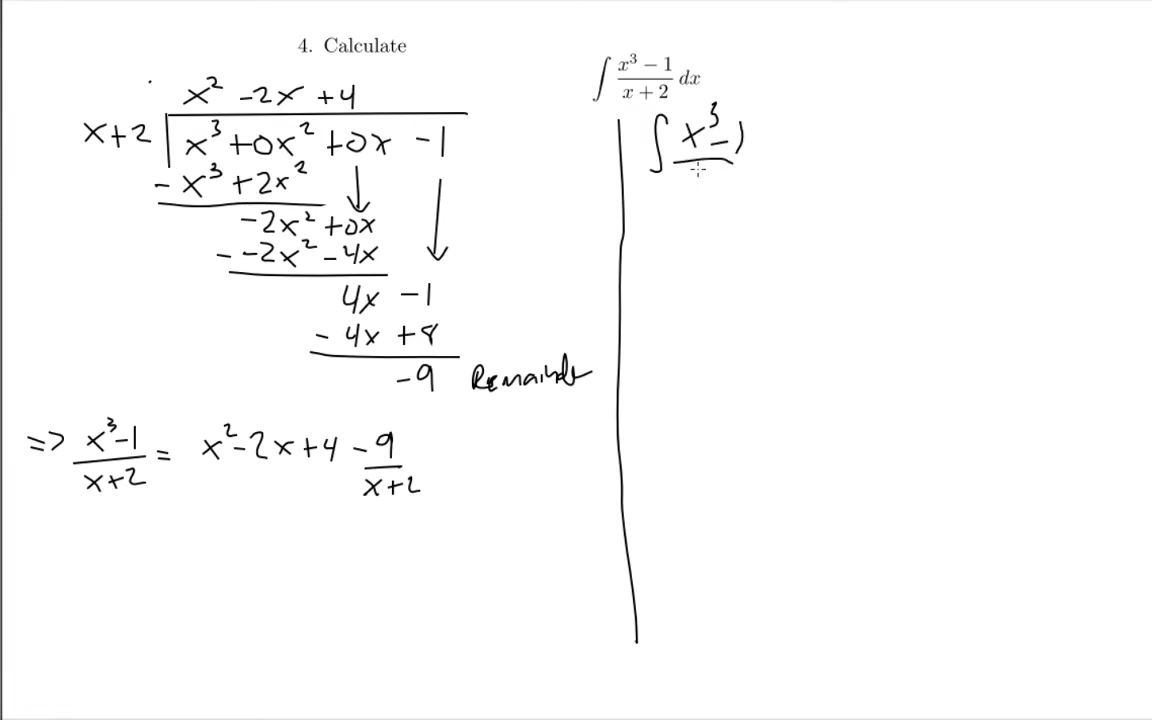 4. Calculate
∫ x³ − 1 / x + 2 dx
x² -2x +4
x+2 | x³ +0x² +0x -1
- x³ +2x²
-2x² +0x
- -2x² -4x
4x -1
- 4x +8
-9 Remainder
=> x³-1 / x+2 = x²-2x+4 -9 / x+2
∫ x³-1